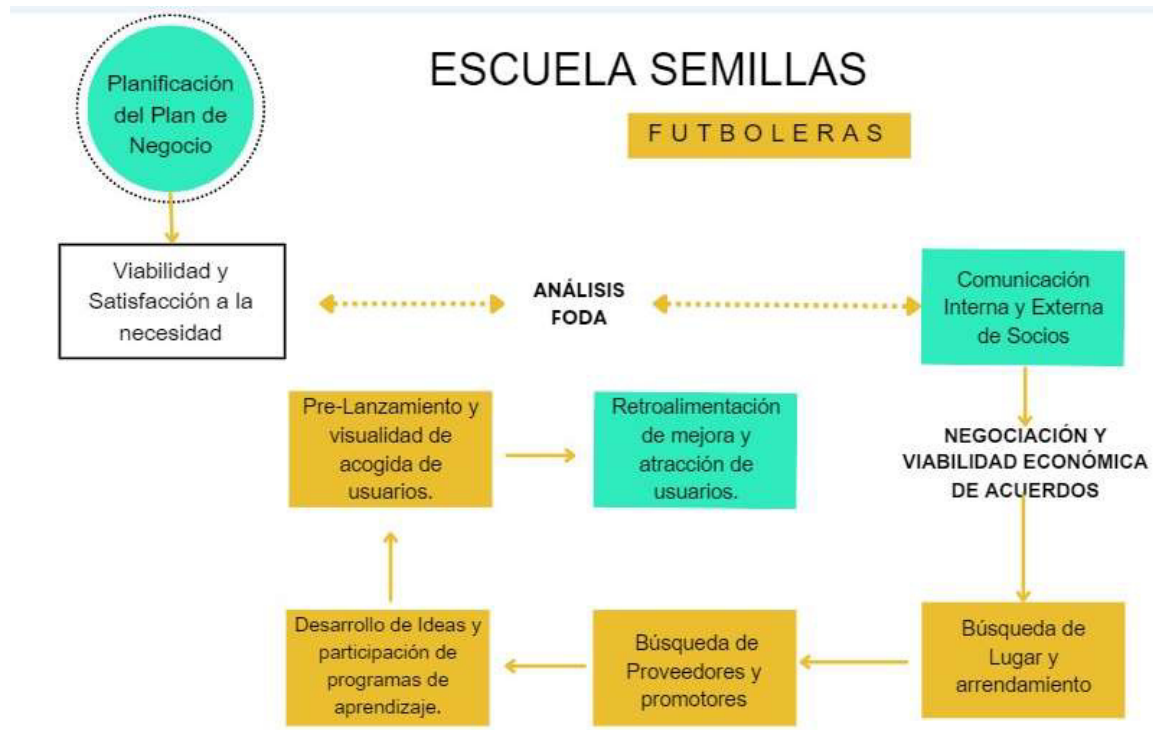 ESCUELA SEMILLAS
FUTBOLERAS
Planificación
del Plan de
Negocio
Viabilidad y
Satisfacción a la
necesidad
ANÁLISIS
FODA
Comunicación
Interna y Externa
de Socios
NEGOCIACIÓN Y
VIABILIDAD ECONÓMICA
DE ACUERDOS
Búsqueda de
Lugar y
arrendamiento
Búsqueda de
Proveedores y
promotores
Desarrollo de Ideas y
participación de
programas de
aprendizaje.
Pre-Lanzamiento y
visualidad de
acogida de
usuarios.
Retroalimentación
de mejora y
atracción de
usuarios.